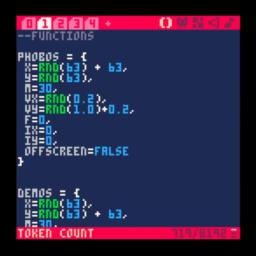 0 1 2 3 4 +
--FUNCTIONS
PHOBOS = {
X=RND(63) + 63,
Y=RND(63),
M=30,
VX=RND(0.2),
VY=RND(1.0)+0.2,
F=0,
IX=0,
IY=0,
OFFSCREEN=FALSE
}
DEMOS = {
X=RND(63),
Y=RND(63) + 63,
M=30,
TOKEN COUNT 719/8192